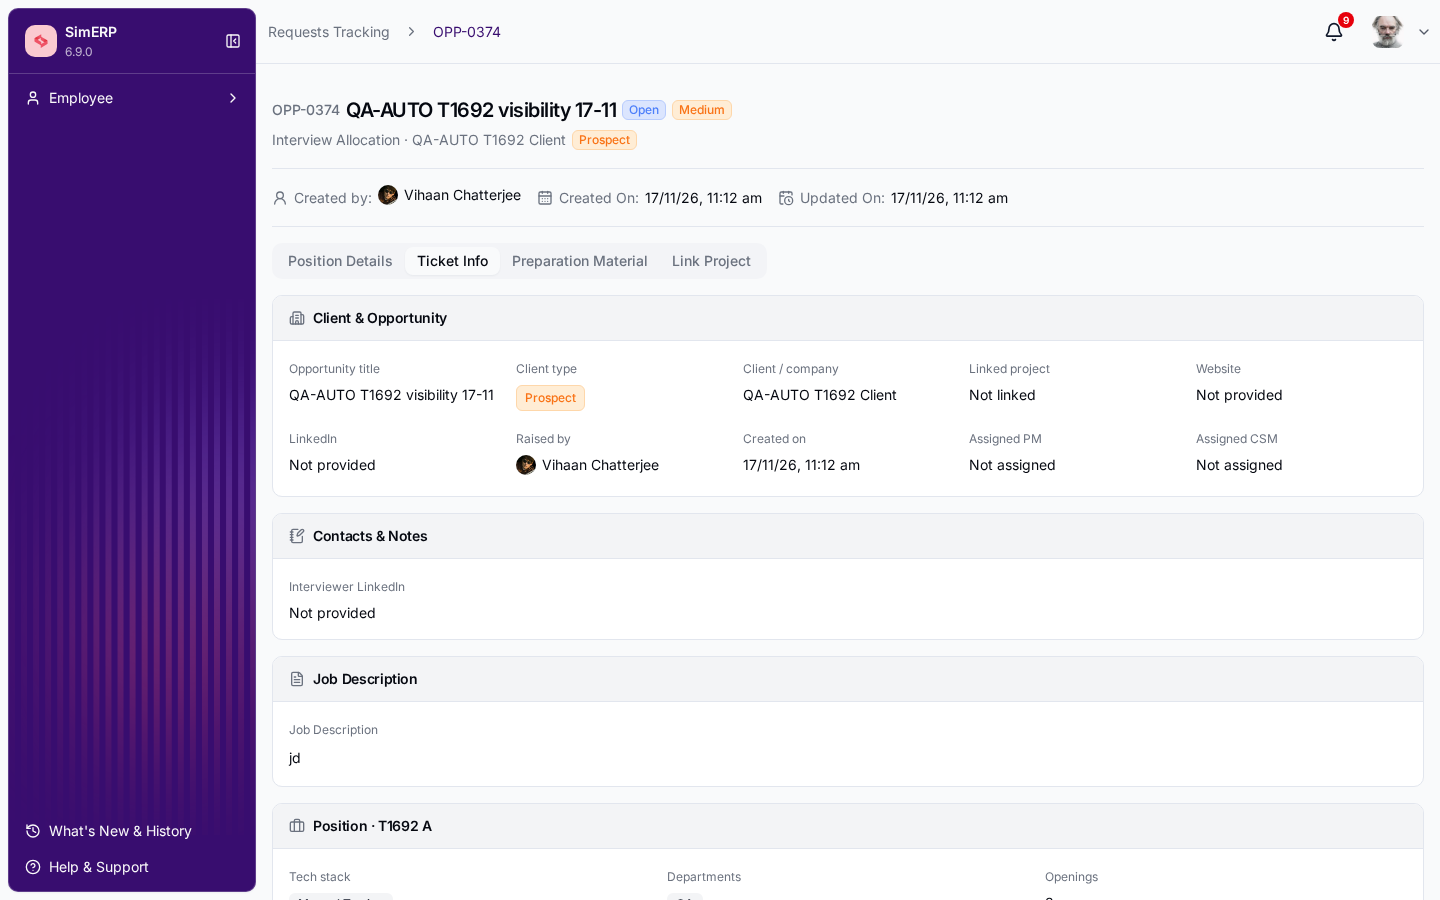 SimERP
6.9.0
Employee
What's New & History
Help & Support
Requests Tracking
OPP-0374
9
OPP-0374 QA-AUTO T1692 visibility 17-11 Open Medium
Interview Allocation · QA-AUTO T1692 Client Prospect
Created by: Vihaan Chatterjee Created On: 17/11/26, 11:12 am Updated On: 17/11/26, 11:12 am
Position Details Ticket Info Preparation Material Link Project
Client & Opportunity
Opportunity title Client type Client / company Linked project Website
QA-AUTO T1692 visibility 17-11 Prospect QA-AUTO T1692 Client Not linked Not provided
LinkedIn Raised by Created on Assigned PM Assigned CSM
Not provided Vihaan Chatterjee 17/11/26, 11:12 am Not assigned Not assigned
Contacts & Notes
Interviewer LinkedIn
Not provided
Job Description
Job Description
jd
Position · T1692 A
Tech stack Departments Openings